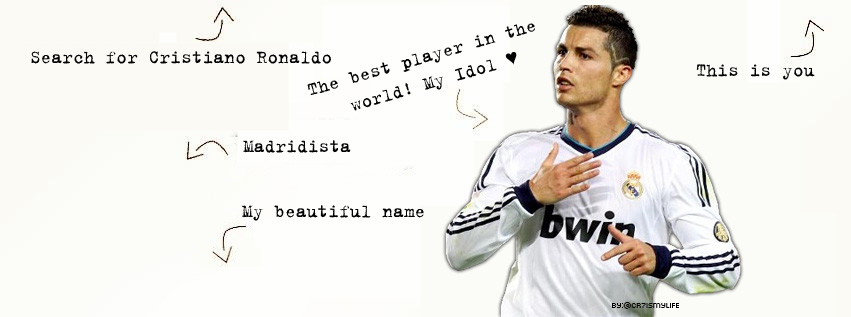 Search for Cristiano Ronaldo
The best player in the
world! My Idol ♥
This is you
Madridista
My beautiful name
bwin
BY:@CR7ISMYLIFE